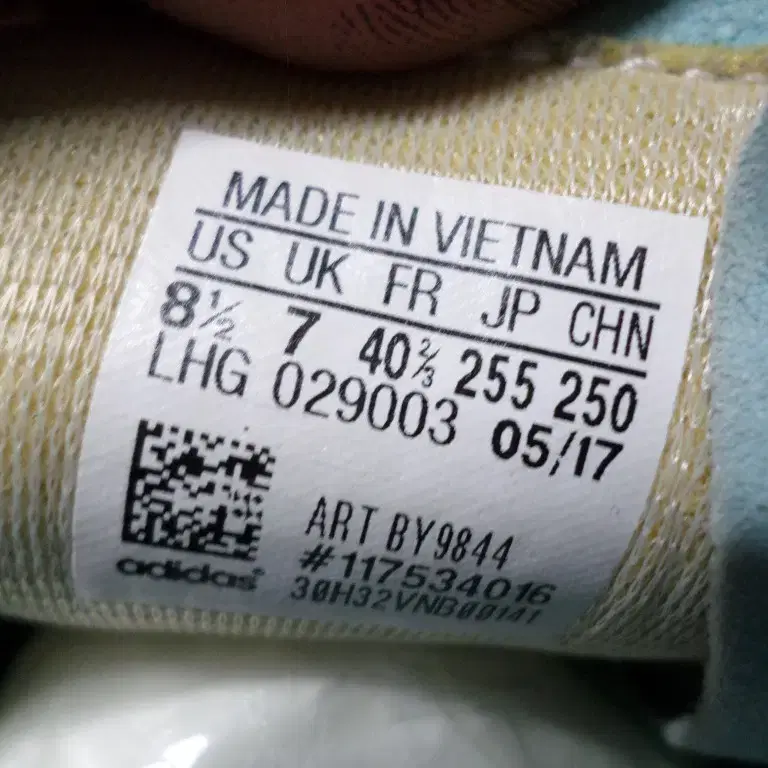 MADE IN VIETNAM
US UK FR JP CHN
8½ 7 40⅔ 255 250
LHG 029003 05/17
ART BY9844
#117534016
adidas
30H32VNB00141